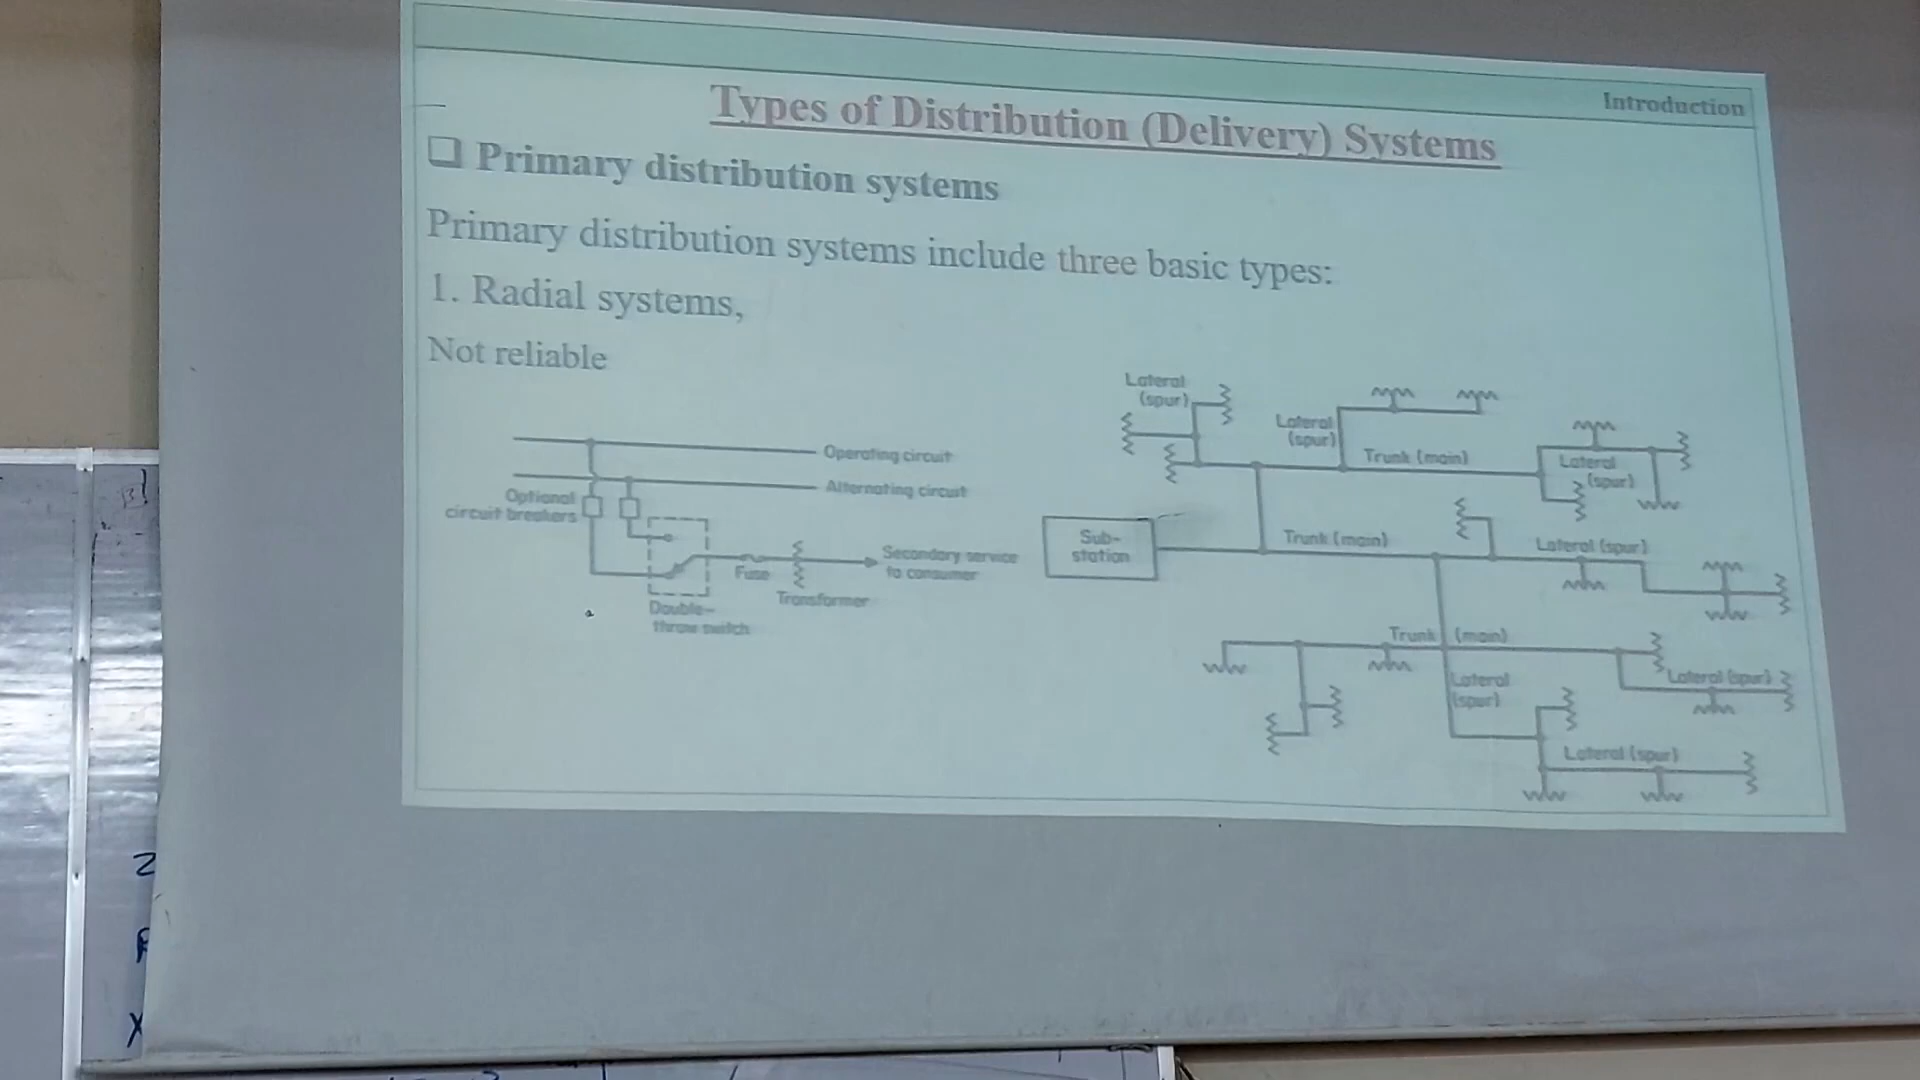 Introduction
Types of Distribution (Delivery) Systems
Primary distribution systems
Primary distribution systems include three basic types:
1. Radial systems,
Not reliable
Operating circuit
Alternating circuit
Optional
circuit breakers
Secondary service
to consumer
Fuse
Transformer
Double-
throw switch
Lateral
(spur)
Lateral
(spur)
Trunk (main)
Lateral
(spur)
Sub-
station
Trunk (main)
Lateral (spur)
Trunk (main)
Lateral
(spur)
Lateral (spur)
Lateral (spur)
2
X